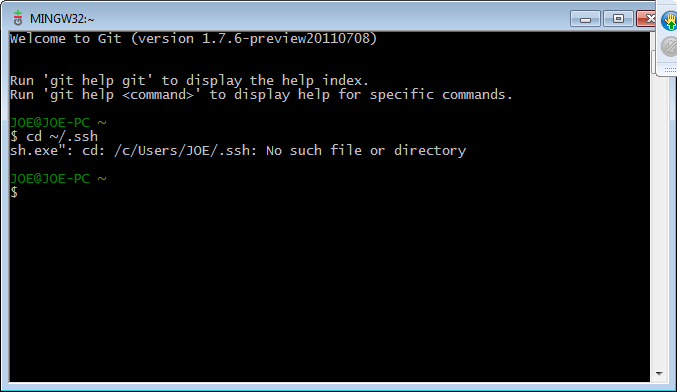 MINGW32:~
Welcome to Git (version 1.7.6-preview20110708)
Run 'git help git' to display the help index.
Run 'git help <command>' to display help for specific commands.
JOE@JOE-PC ~
$ cd ~/.ssh
sh.exe": cd: /c/Users/JOE/.ssh: No such file or directory
JOE@JOE-PC ~
$